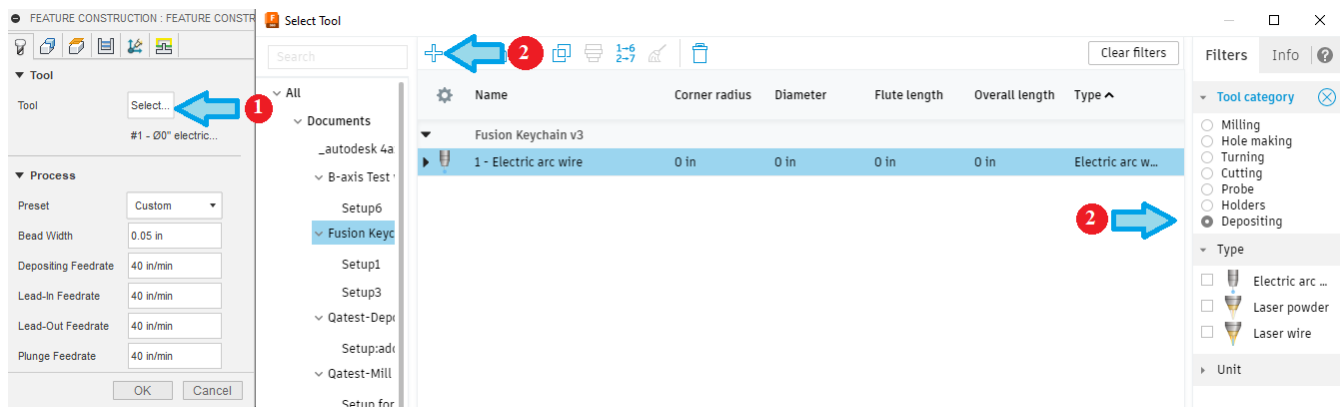 FEATURE CONSTRUCTION : FEATURE CONSTR
Tool
Tool
Select...
1
#1 - Ø0" electric...
Process
Preset
Custom
Bead Width
0.05 in
Depositing Feedrate
40 in/min
Lead-In Feedrate
40 in/min
Lead-Out Feedrate
40 in/min
Plunge Feedrate
40 in/min
OK
Cancel
Select Tool
Search
All
Documents
_autodesk 4a
B-axis Test
Setup6
Fusion Keyc
Setup1
Setup3
Qatest-Depo
Setup:add
Qatest-Mill
Setup for
2
1-6
2-7
Clear filters
Name Corner radius Diameter Flute length Overall length Type
Fusion Keychain v3
1 - Electric arc wire 0 in 0 in 0 in 0 in Electric arc w...
2
Filters Info
Tool category
Milling
Hole making
Turning
Cutting
Probe
Holders
Depositing
Type
Electric arc ...
Laser powder
Laser wire
Unit